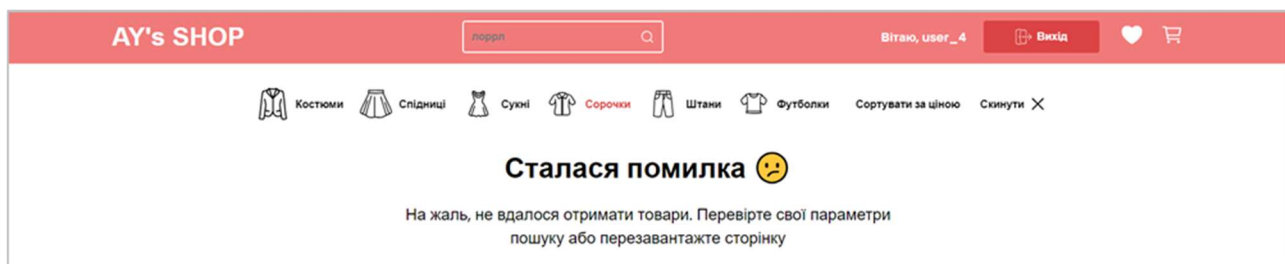 AY's SHOP
лоррл
Вітаю, user_4
Вихід
Костюми Спідниці Сукні Сорочки Штани Футболки Сортувати за ціною Скинути
Сталася помилка
На жаль, не вдалося отримати товари. Перевірте свої параметри
пошуку або перезавантажте сторінку